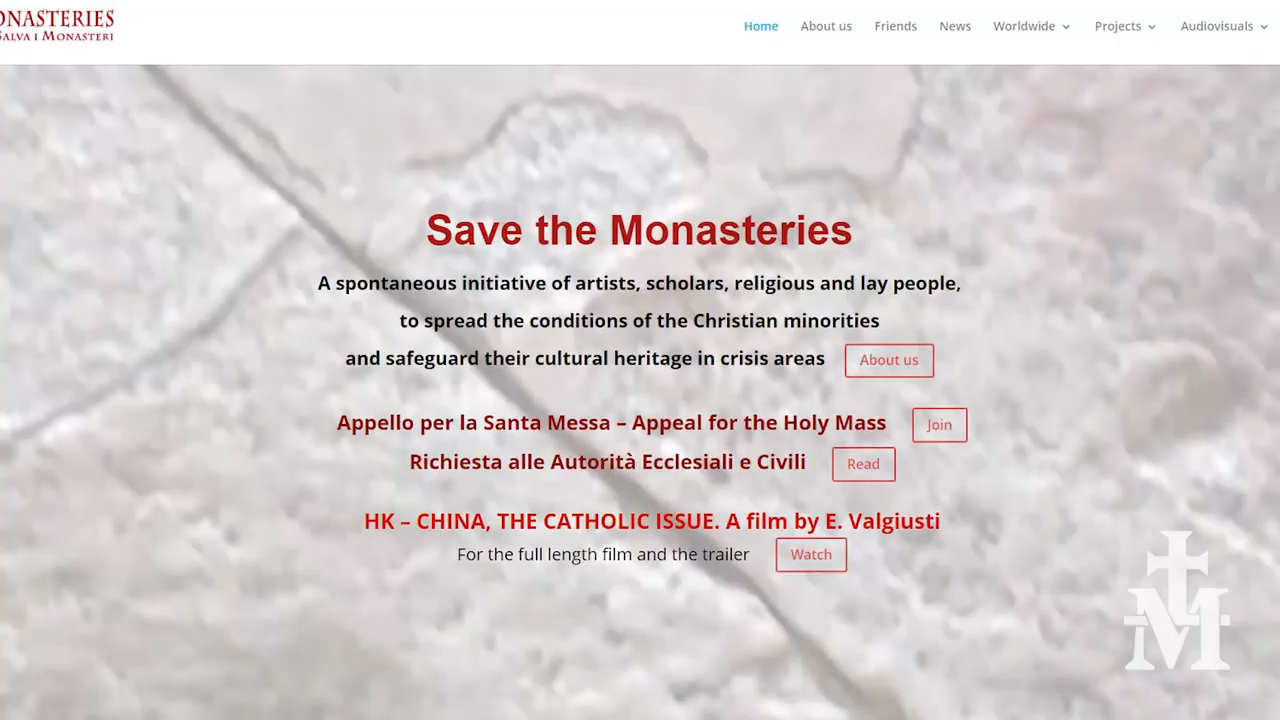 ONASTERIES
SALVA I MONASTERI
Home About us Friends News Worldwide Projects Audiovisuals
Save the Monasteries
A spontaneous initiative of artists, scholars, religious and lay people,
to spread the conditions of the Christian minorities
and safeguard their cultural heritage in crisis areas About us
Appello per la Santa Messa – Appeal for the Holy Mass Join
Richiesta alle Autorità Ecclesiali e Civili Read
HK – CHINA, THE CATHOLIC ISSUE. A film by E. Valgiusti
For the full length film and the trailer Watch
M